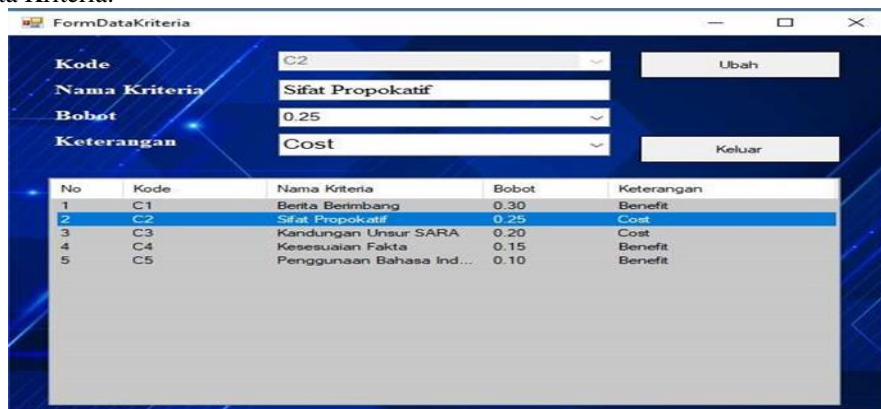 ta Kriteria.
FormDataKriteria
Kode C2 Ubah
Nama Kriteria Sifat Propokatif
Bobot 0.25
Keterangan Cost Keluar
No Kode Nama Kriteria Bobot Keterangan
1 C1 Berita Berimbang 0.30 Benefit
2 C2 Sifat Propokatif 0.25 Cost
3 C3 Kandungan Unsur SARA 0.20 Cost
4 C4 Kesesuaian Fakta 0.15 Benefit
5 C5 Penggunaan Bahasa Ind... 0.10 Benefit